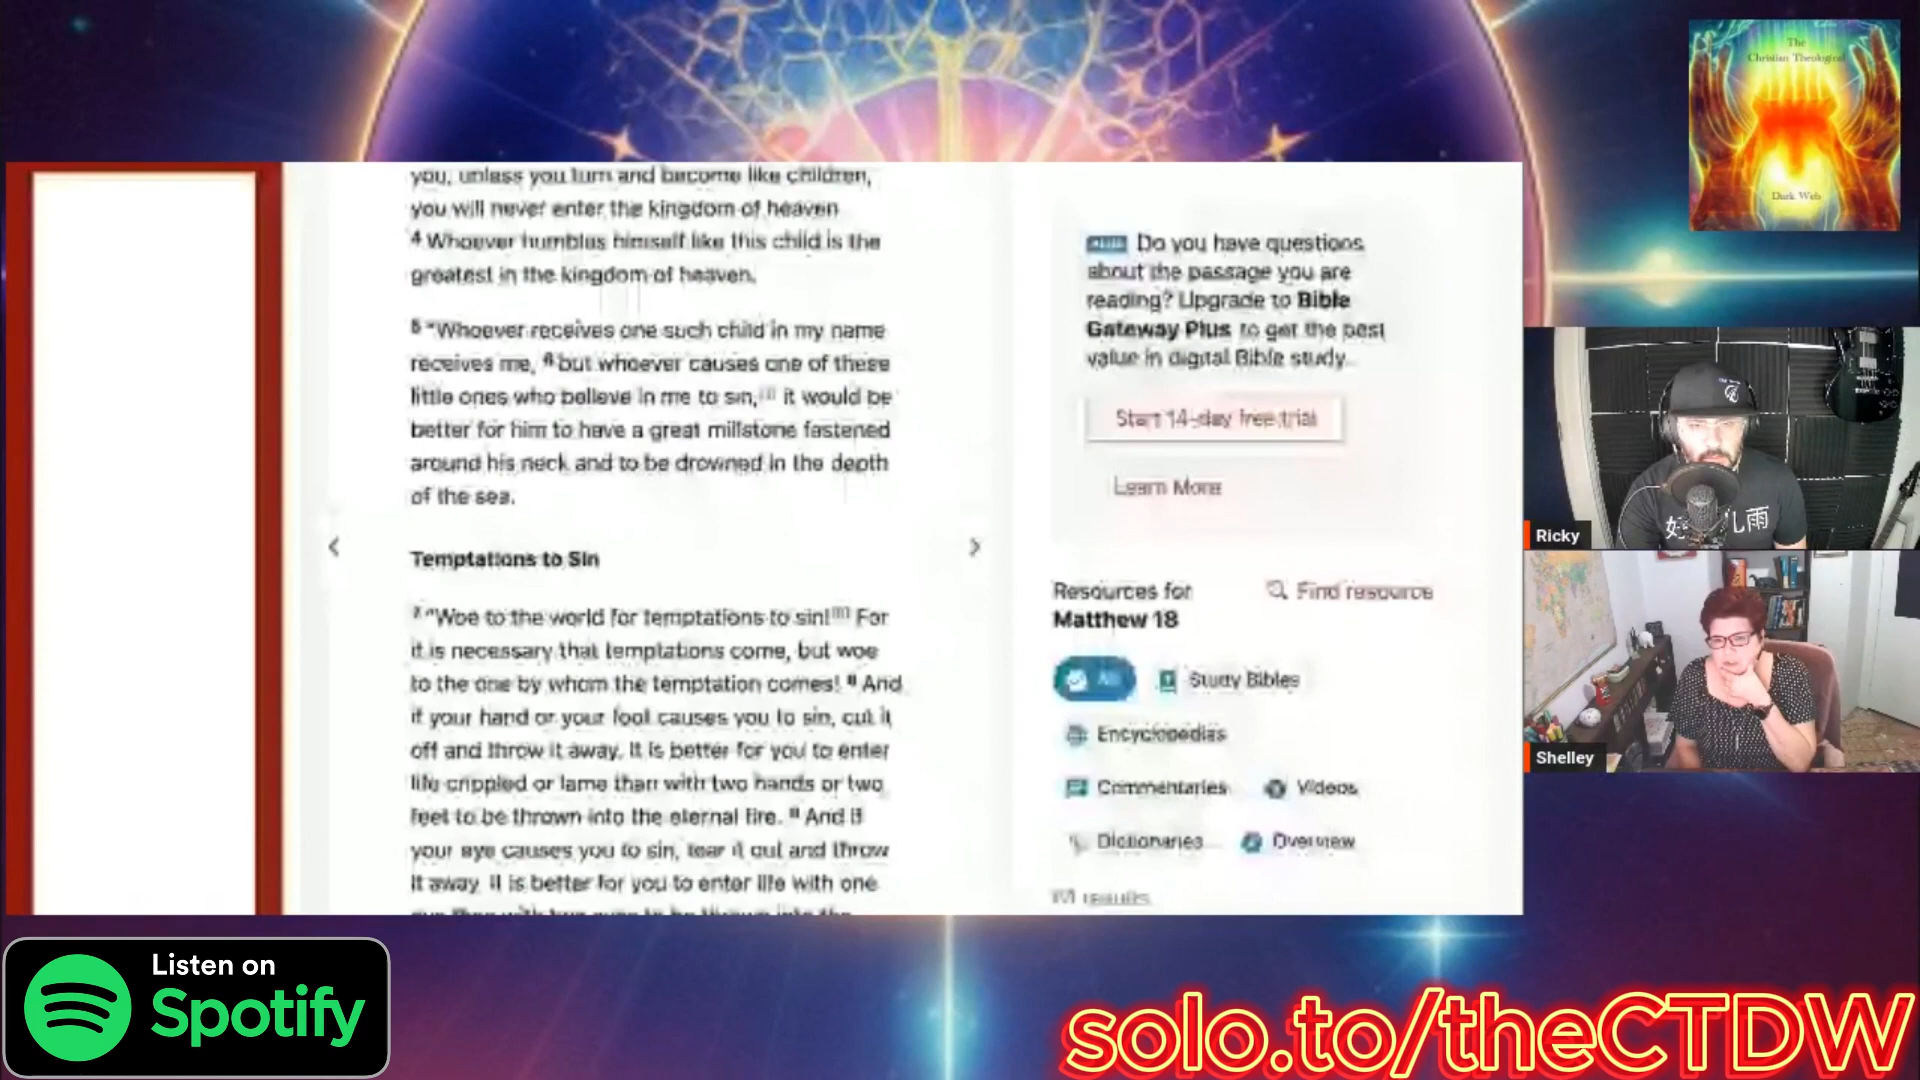 The
Christian Theological
Dark Web
you, unless you turn and become like children,
you will never enter the kingdom of heaven
4 Whoever humbles himself like this child is the
greatest in the kingdom of heaven.
5 "Whoever receives one such child in my name
receives me, 6 but whoever causes one of these
little ones who believe in me to sin, it would be
better for him to have a great millstone fastened
around his neck and to be drowned in the depth
of the sea.
Temptations to Sin
7 "Woe to the world for temptations to sin! For
it is necessary that temptations come, but woe
to the one by whom the temptation comes! 8 And
if your hand or your foot causes you to sin, cut it
off and throw it away. It is better for you to enter
life crippled or lame than with two hands or two
feet to be thrown into the eternal fire. 9 And if
your eye causes you to sin, tear it out and throw
it away. It is better for you to enter life with one
Do you have questions
about the passage you are
reading? Upgrade to Bible
Gateway Plus to get the best
value in digital Bible study.
Start 14-day free trial
Learn More
Resources for
Matthew 18
Find resource
All
Study Bibles
Encyclopedias
Commentaries
Videos
Dictionaries
Overview
results
Ricky
Shelley
Listen on
Spotify
solo.to/theCTDW